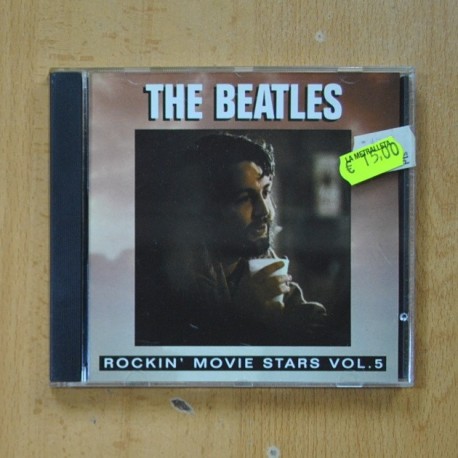 THE BEATLES
LA METRALLETA
€ 15,00
ROCKIN' MOVIE STARS VOL.5